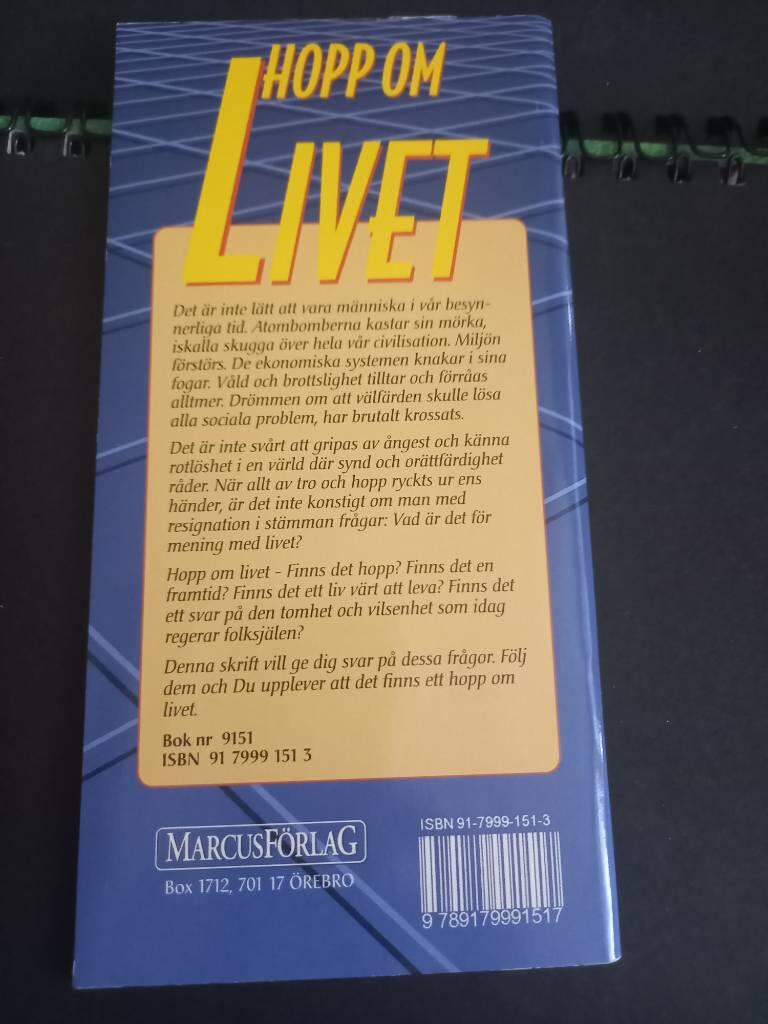 HOPP OM
LIVET
Det är inte lätt att vara människa i vår besyn-
nerliga tid. Atombomberna kastar sin mörka,
iskalla skugga över hela vår civilisation. Miljön
förstörs. De ekonomiska systemen knakar i sina
fogar. Våld och brottslighet tilltar och förråas
alltmer. Drömmen om att välfärden skulle lösa
alla sociala problem, har brutalt krossats.
Det är inte svårt att gripas av ångest och känna
rotlöshet i en värld där synd och orättfärdighet
råder. När allt av tro och hopp ryckts ur ens
händer, är det inte konstigt om man med
resignation i stämman frågar: Vad är det för
mening med livet?
Hopp om livet – Finns det hopp? Finns det en
framtid? Finns det ett liv värt att leva? Finns det
ett svar på den tomhet och vilsenhet som idag
regerar folksjälen?
Denna skrift vill ge dig svar på dessa frågor. Följ
dem och Du upplever att det finns ett hopp om
livet.
Bok nr 9151
ISBN 91 7999 151 3
MARCUSFÖRLAG
Box 1712, 701 17 ÖREBRO
ISBN 91-7999-151-3
9 789179991517